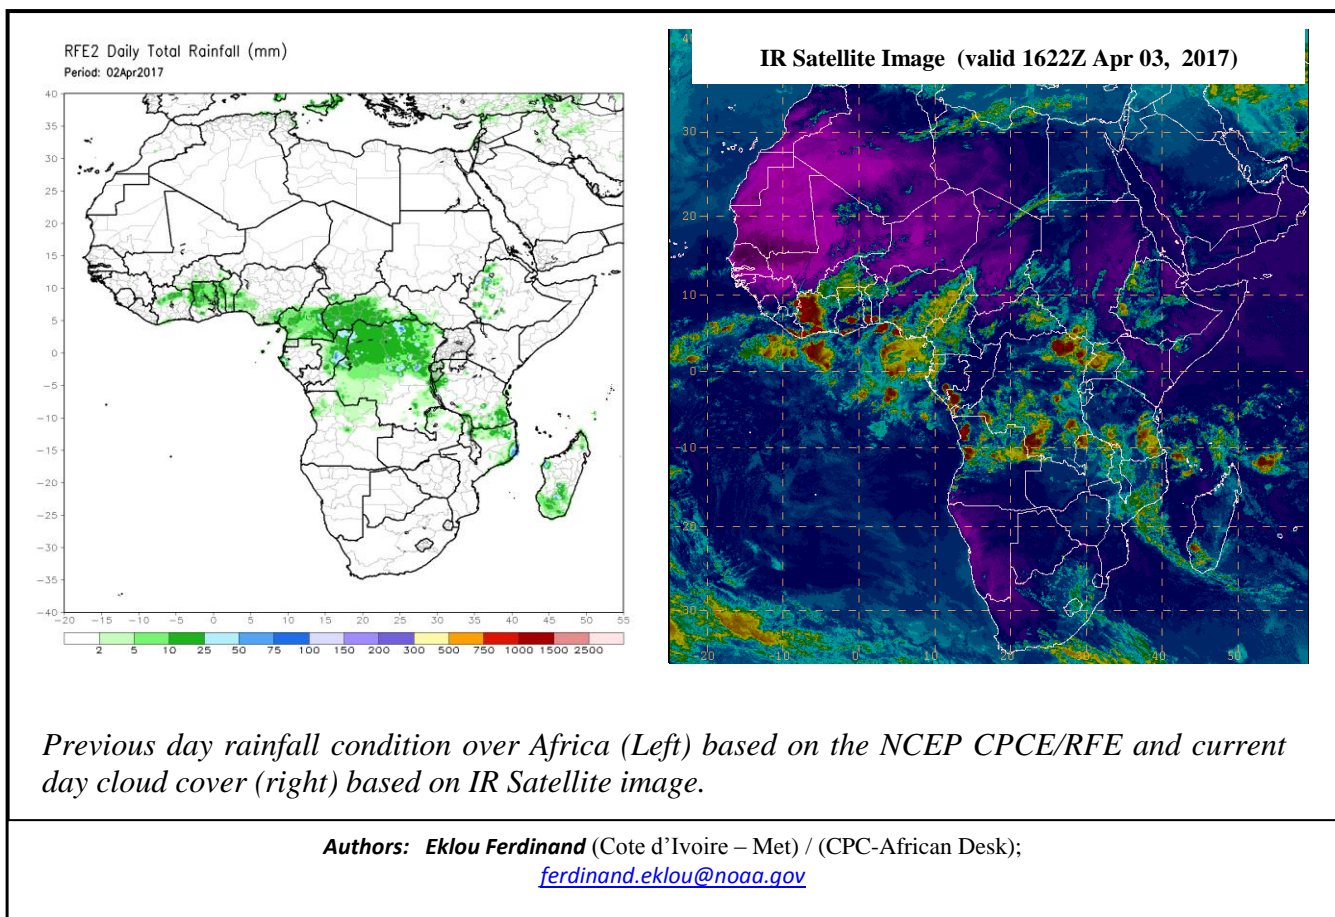 RFE2 Daily Total Rainfall (mm)
Period: 02Apr2017
40
35
30
25
20
15
10
5
0
-5
-10
-15
-20
-25
-30
-35
-40
-20 -15 -10 -5 0 5 10 15 20 25 30 35 40 45 50 55
2 5 10 25 50 75 100 150 200 300 500 750 1000 1500 2500
IR Satellite Image (valid 1622Z Apr 03, 2017)
30
20
10
0
-10
-20
-30
-20 -10 0 10 20 30 40 50
Previous day rainfall condition over Africa (Left) based on the NCEP CPCE/RFE and current
day cloud cover (right) based on IR Satellite image.
Authors: Eklou Ferdinand (Cote d’Ivoire – Met) / (CPC-African Desk);
ferdinand.eklou@noaa.gov